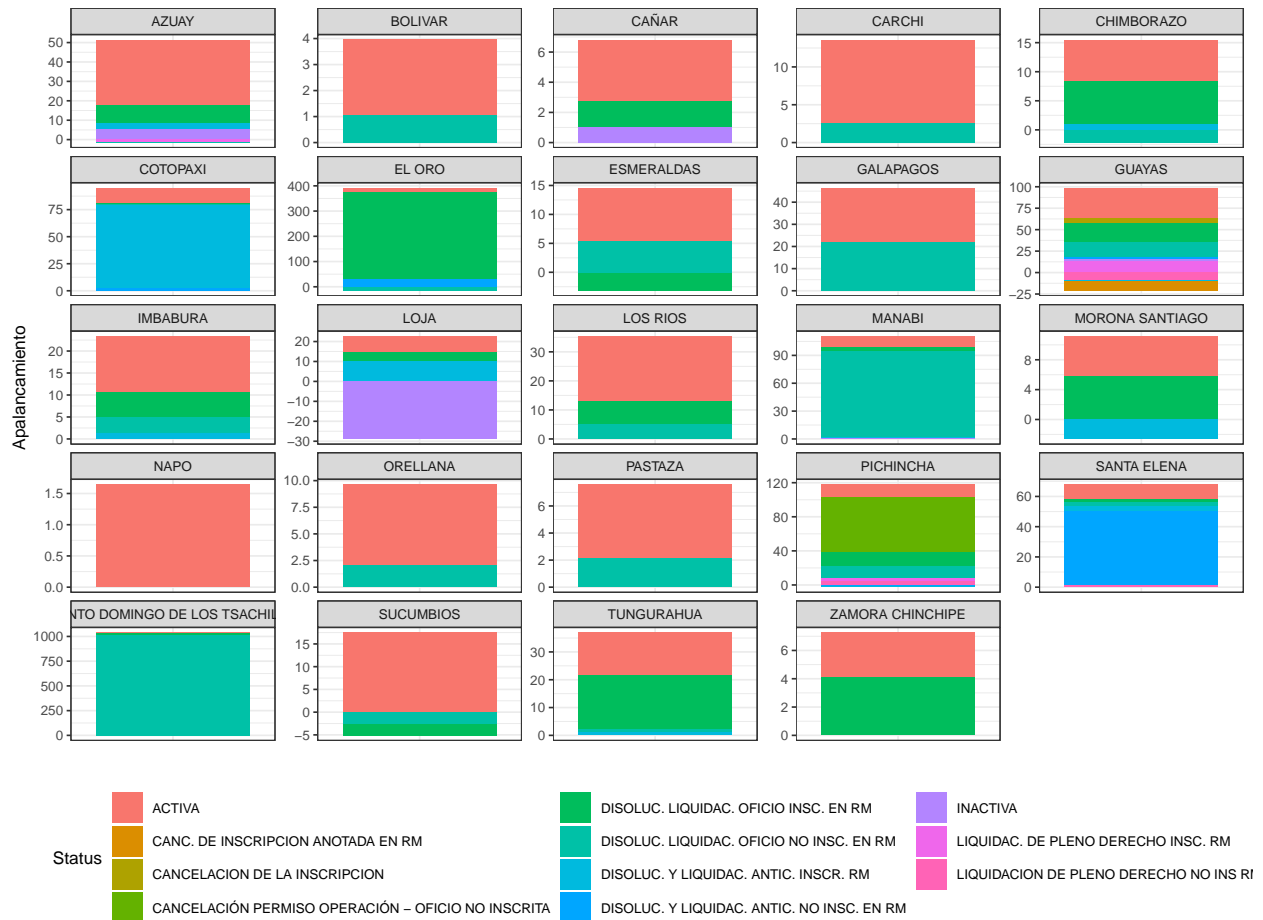 AZUAY
BOLIVAR
CAÑAR
CARCHI
CHIMBORAZO
50
40
30
20
10
0
4
3
2
1
0
6
4
2
0
10
5
0
15
10
5
0
COTOPAXI
EL ORO
ESMERALDAS
GALAPAGOS
GUAYAS
75
50
25
0
400
300
200
100
0
15
10
5
0
40
30
20
10
0
100
75
50
25
0
−25
IMBABURA
LOJA
LOS RIOS
MANABI
MORONA SANTIAGO
20
15
10
5
0
20
10
0
−10
−20
−30
30
20
10
0
90
60
30
0
8
4
0
Apalancamiento
NAPO
ORELLANA
PASTAZA
PICHINCHA
SANTA ELENA
1.5
1.0
0.5
0.0
10.0
7.5
5.0
2.5
0.0
6
4
2
0
120
80
40
0
60
40
20
0
NTO DOMINGO DE LOS TSACHIL
SUCUMBIOS
TUNGURAHUA
ZAMORA CHINCHIPE
1000
750
500
250
0
15
10
5
0
−5
30
20
10
0
6
4
2
0
Status
ACTIVA
CANC. DE INSCRIPCION ANOTADA EN RM
CANCELACION DE LA INSCRIPCION
CANCELACIÓN PERMISO OPERACIÓN − OFICIO NO INSCRITA
DISOLUC. LIQUIDAC. OFICIO INSC. EN RM
DISOLUC. LIQUIDAC. OFICIO NO INSC. EN RM
DISOLUC. Y LIQUIDAC. ANTIC. INSCR. RM
DISOLUC. Y LIQUIDAC. ANTIC. NO INSC. EN RM
INACTIVA
LIQUIDAC. DE PLENO DERECHO INSC. RM
LIQUIDACION DE PLENO DERECHO NO INS RM